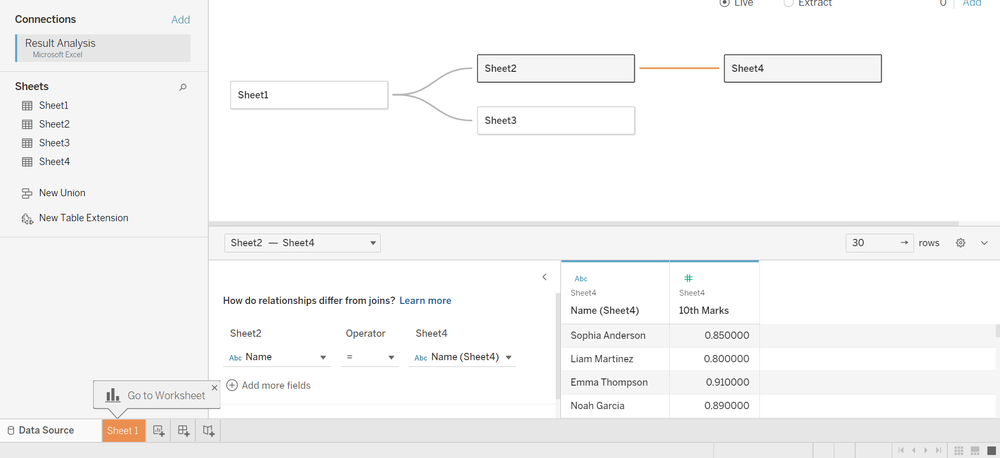 Connections Add
Result Analysis
Microsoft Excel
Sheets
Sheet1
Sheet2
Sheet3
Sheet4
New Union
New Table Extension
Live Extract 0 Add
Sheet1
Sheet2
Sheet4
Sheet3
Sheet2 — Sheet4
30 → rows
How do relationships differ from joins? Learn more
Sheet2 Operator Sheet4
Abc Name = Abc Name (Sheet4)
Add more fields
Abc #
Sheet4 Sheet4
Name (Sheet4) 10th Marks
Sophia Anderson 0.850000
Liam Martinez 0.800000
Emma Thompson 0.910000
Noah Garcia 0.890000
Go to Worksheet
Data Source Sheet 1